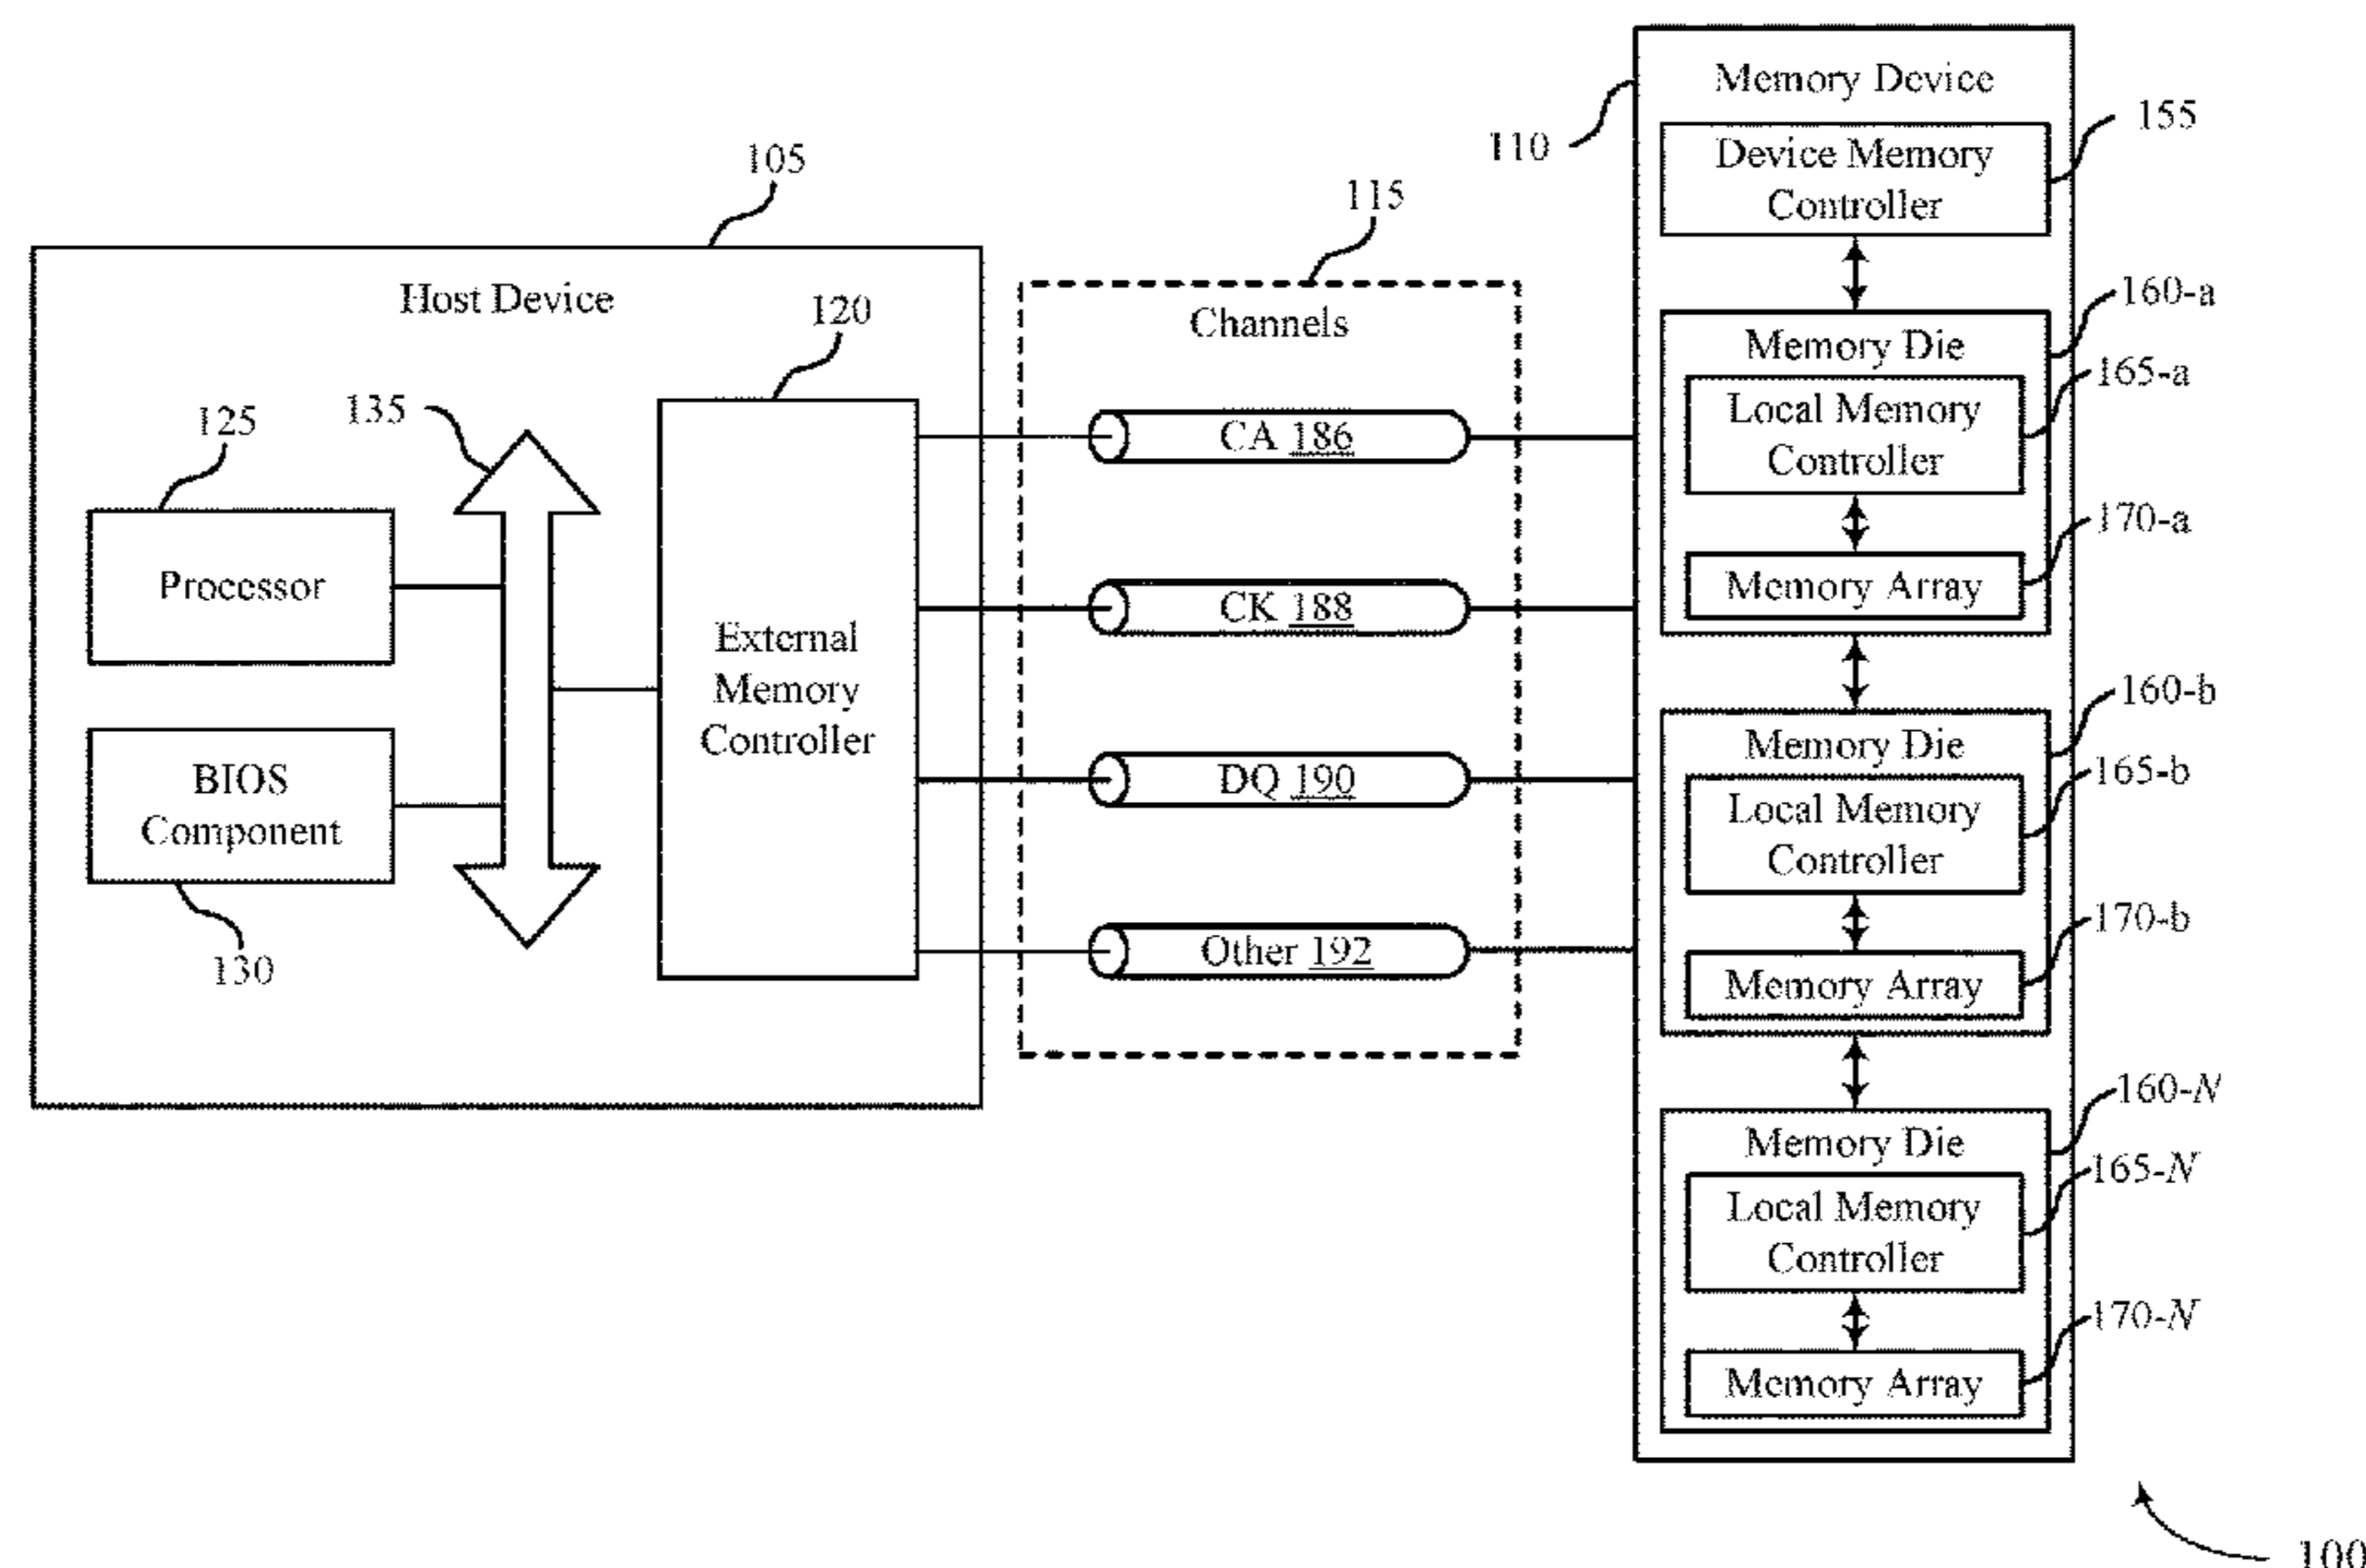 105
Host Device
120
125
135
Processor
BIOS
Component
130
External
Memory
Controller
115
Channels
CA 186
CK 188
DQ 190
Other 192
110
Memory Device
155
Device Memory
Controller
160-a
Memory Die
165-a
Local Memory
Controller
170-a
Memory Array
160-b
Memory Die
165-b
Local Memory
Controller
170-b
Memory Array
160-N
Memory Die
165-N
Local Memory
Controller
170-N
Memory Array
100